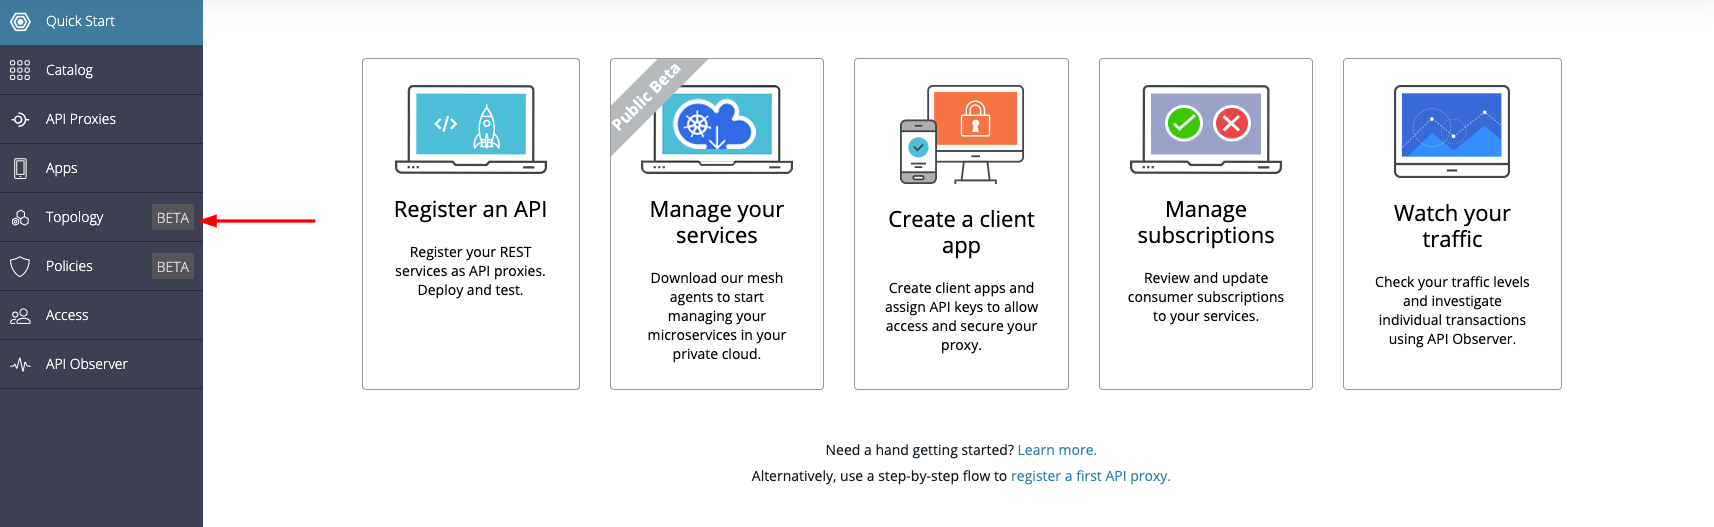 Quick Start
Catalog
API Proxies
Apps
Topology BETA
Policies BETA
Access
API Observer
Register an API
Register your REST
services as API proxies.
Deploy and test.
Public Beta
Manage your
services
Download our mesh
agents to start
managing your
microservices in your
private cloud.
Create a client
app
Create client apps and
assign API keys to allow
access and secure your
proxy.
Manage
subscriptions
Review and update
consumer subscriptions
to your services.
Watch your
traffic
Check your traffic levels
and investigate
individual transactions
using API Observer.
Need a hand getting started? Learn more.
Alternatively, use a step-by-step flow to register a first API proxy.